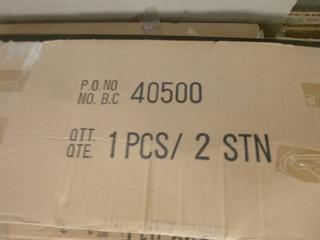 P.O. NO
NO. B.C 40500
QTT.
QTE. 1 PCS/ 2 STN